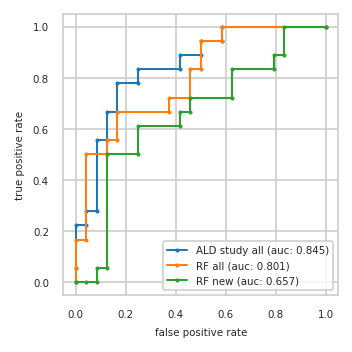 1.0
0.8
0.6
0.4
0.2
0.0
true positive rate
ALD study all (auc: 0.845)
RF all (auc: 0.801)
RF new (auc: 0.657)
0.0 0.2 0.4 0.6 0.8 1.0
false positive rate